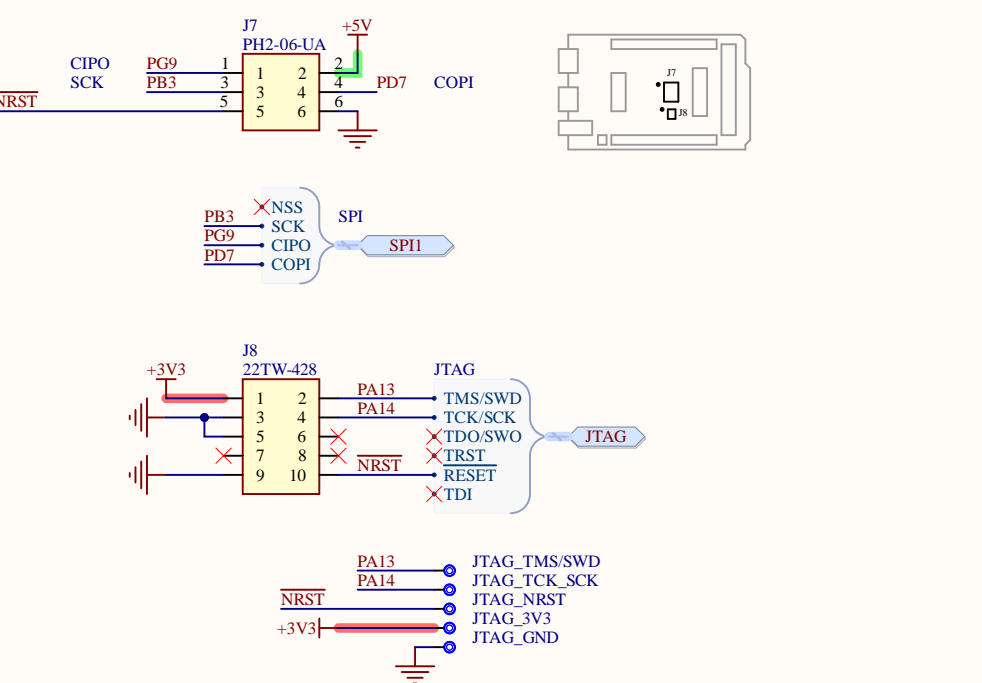 J7
PH2-06-UA
+5V
CIPO PG9 1 1 2 2
SCK PB3 3 3 4 4 PD7 COPI
NRST 5 5 6 6
J7
J8
NSS SPI
PB3 SCK
PG9 CIPO SPI1
PD7 COPI
J8
22TW-428
+3V3
JTAG
1 2 PA13 TMS/SWD
3 4 PA14 TCK/SCK
5 6 TDO/SWO JTAG
7 8 TRST
9 10 NRST RESET
TDI
PA13 JTAG_TMS/SWD
PA14 JTAG_TCK_SCK
NRST JTAG_NRST
+3V3 JTAG_3V3
JTAG_GND